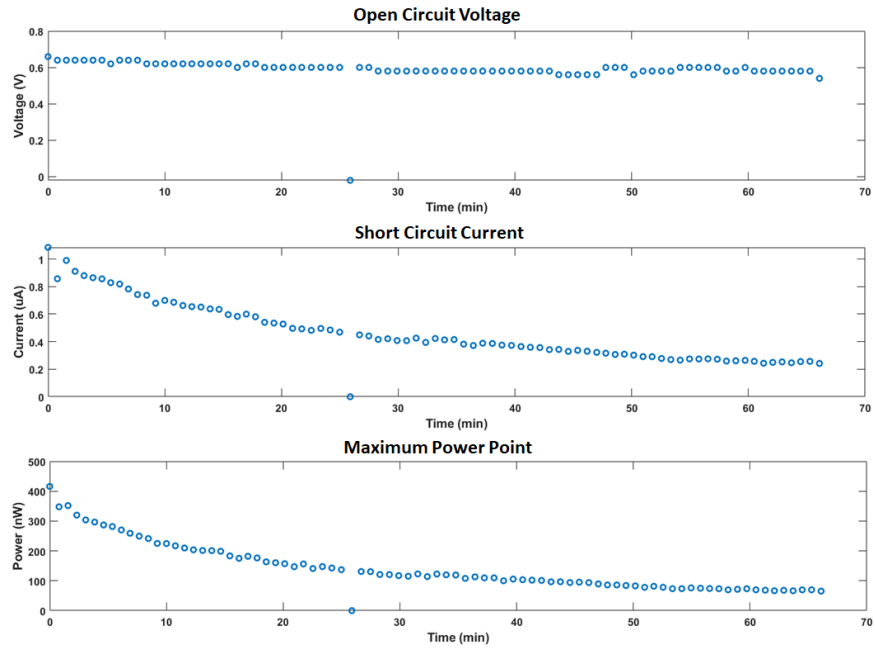 Open Circuit Voltage
0.8
0.6
0.4
0.2
0
Voltage (V)
0 10 20 30 40 50 60 70
Time (min)
Short Circuit Current
1
0.8
0.6
0.4
0.2
0
Current (uA)
0 10 20 30 40 50 60 70
Time (min)
Maximum Power Point
500
400
300
200
100
0
Power (nW)
0 10 20 30 40 50 60 70
Time (min)